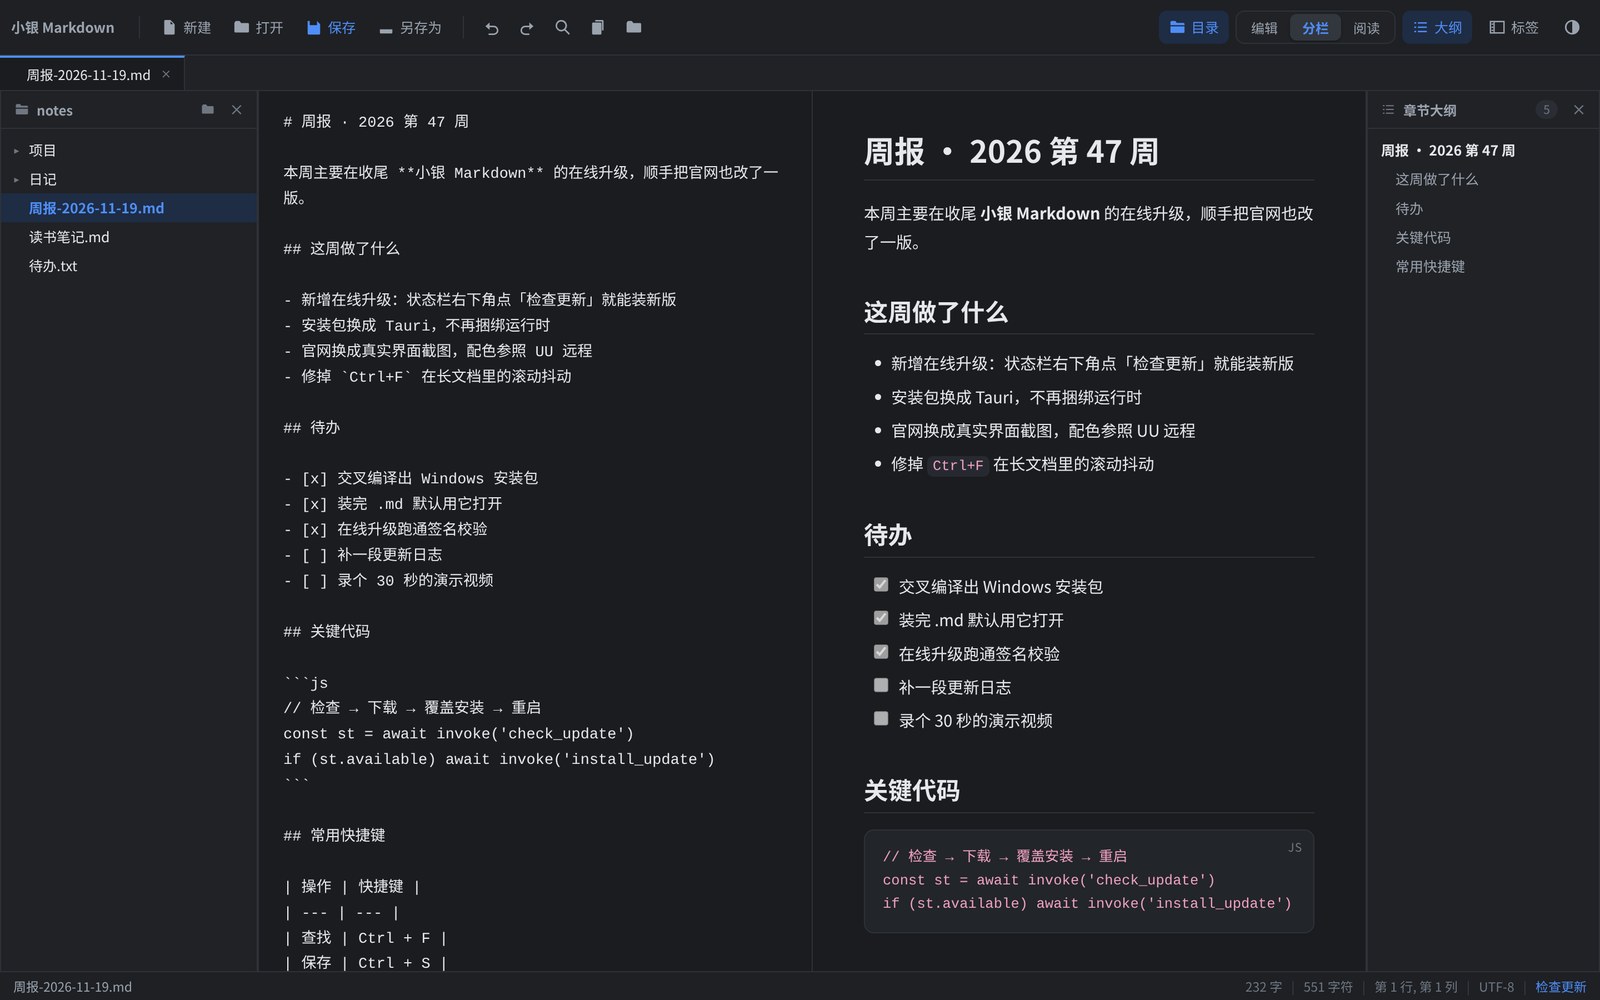 小银 Markdown 新建 打开 保存 另存为 目录 编辑 分栏 阅读 大纲 标签
周报-2026-11-19.md ×
notes
项目
日记
周报-2026-11-19.md
读书笔记.md
待办.txt
# 周报 · 2026 第 47 周
本周主要在收尾 **小银 Markdown** 的在线升级，顺手把官网也改了一
版。
## 这周做了什么
- 新增在线升级：状态栏右下角点「检查更新」就能装新版
- 安装包换成 Tauri，不再捆绑运行时
- 官网换成真实界面截图，配色参照 UU 远程
- 修掉 `Ctrl+F` 在长文档里的滚动抖动
## 待办
- [x] 交叉编译出 Windows 安装包
- [x] 装完 .md 默认用它打开
- [x] 在线升级跑通签名校验
- [ ] 补一段更新日志
- [ ] 录个 30 秒的演示视频
## 关键代码
```js
// 检查 → 下载 → 覆盖安装 → 重启
const st = await invoke('check_update')
if (st.available) await invoke('install_update')
```
## 常用快捷键
| 操作 | 快捷键 |
| --- | --- |
| 查找 | Ctrl + F |
| 保存 | Ctrl + S |
周报 · 2026 第 47 周
本周主要在收尾 小银 Markdown 的在线升级，顺手把官网也改
了一版。
这周做了什么
• 新增在线升级：状态栏右下角点「检查更新」就能装新版
• 安装包换成 Tauri，不再捆绑运行时
• 官网换成真实界面截图，配色参照 UU 远程
• 修掉 Ctrl+F 在长文档里的滚动抖动
待办
交叉编译出 Windows 安装包
装完 .md 默认用它打开
在线升级跑通签名校验
补一段更新日志
录个 30 秒的演示视频
关键代码
JS
// 检查 → 下载 → 覆盖安装 → 重启
const st = await invoke('check_update')
if (st.available) await invoke('install_update')
章节大纲 5
周报 · 2026 第 47 周
这周做了什么
待办
关键代码
常用快捷键
周报-2026-11-19.md 232 字 551 字符 第 1 行, 第 1 列 UTF-8 检查更新